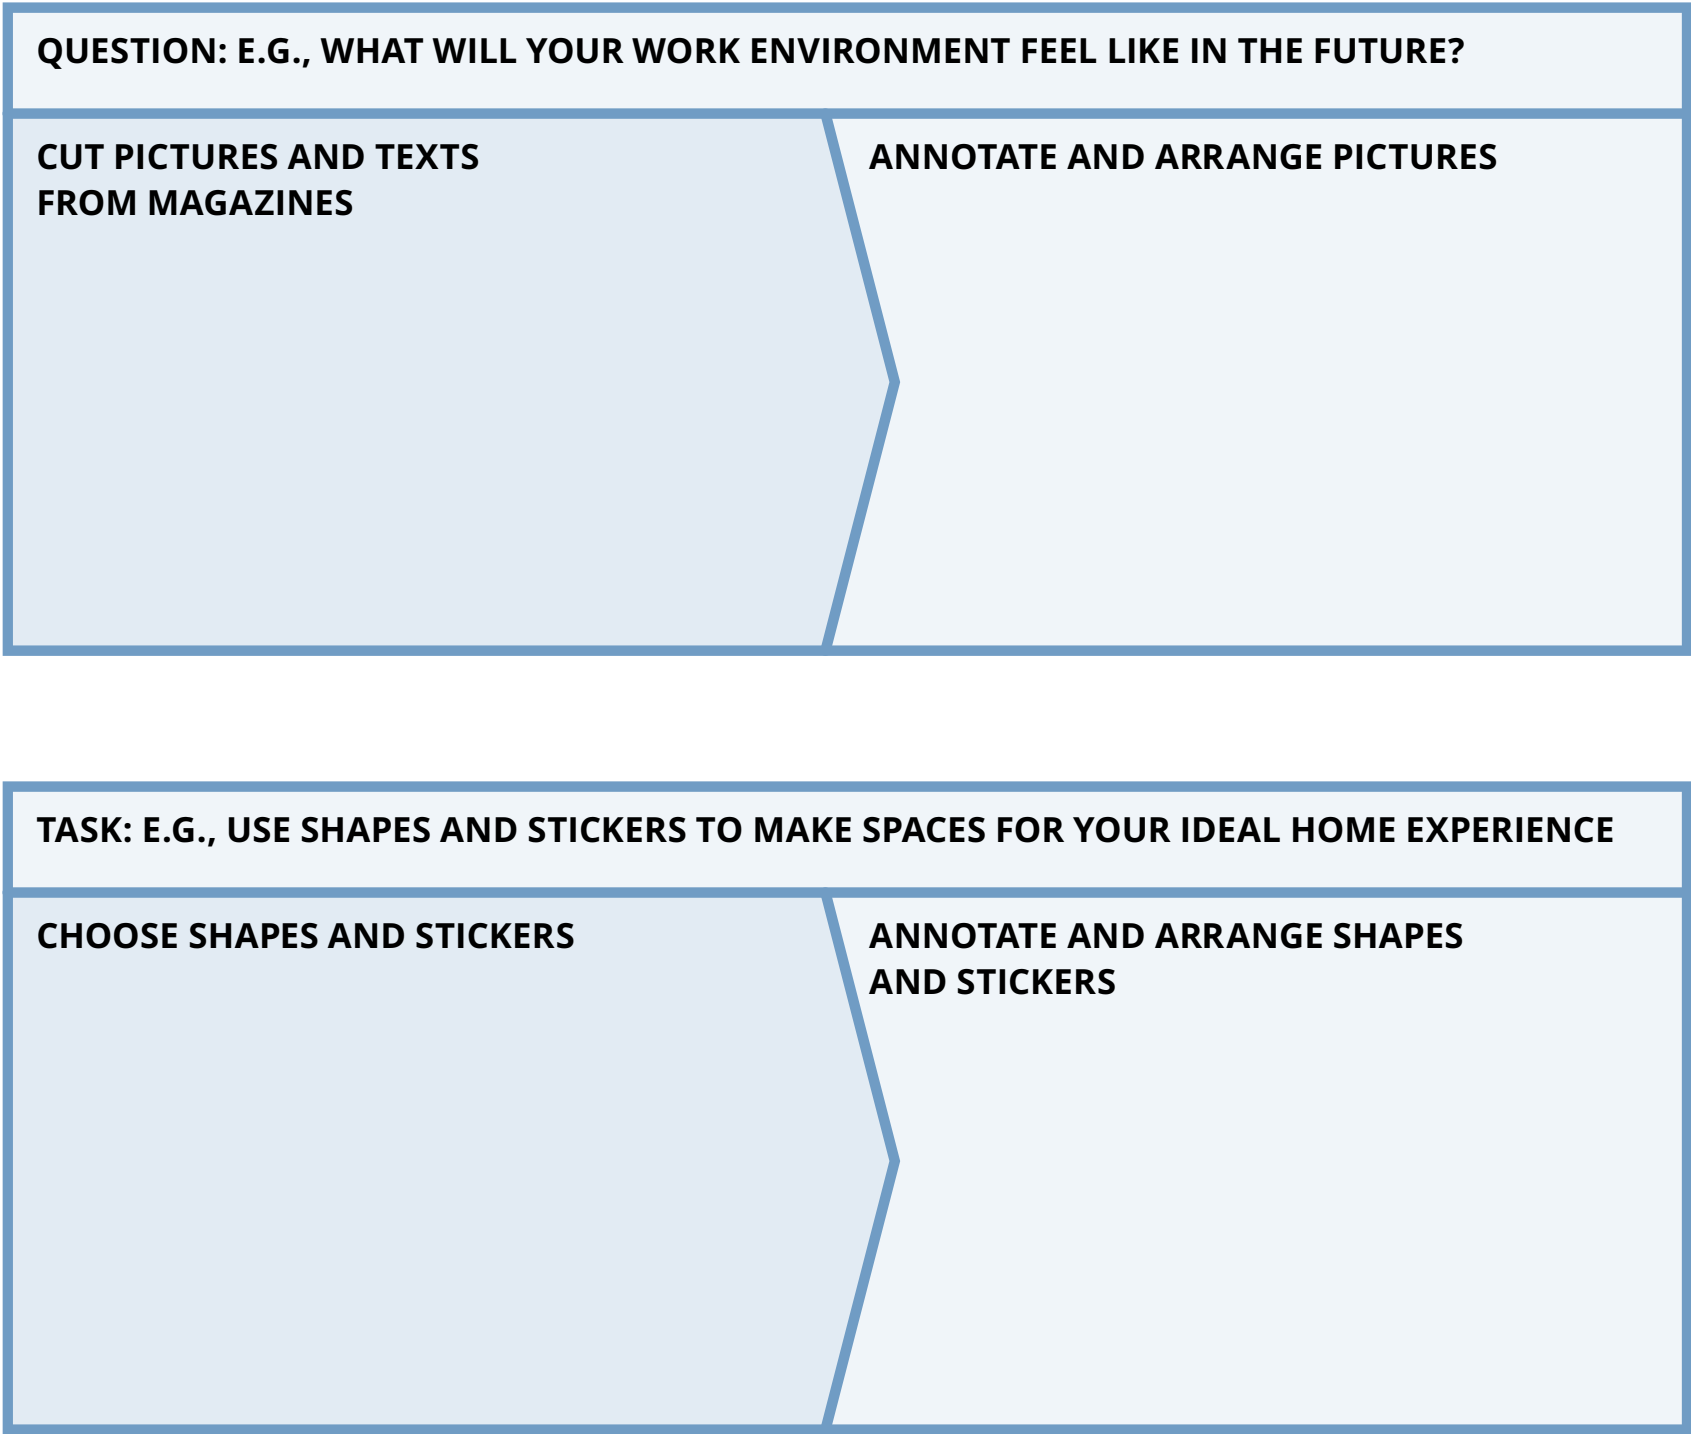 QUESTION: E.G., WHAT WILL YOUR WORK ENVIRONMENT FEEL LIKE IN THE FUTURE?
CUT PICTURES AND TEXTS
FROM MAGAZINES
ANNOTATE AND ARRANGE PICTURES
TASK: E.G., USE SHAPES AND STICKERS TO MAKE SPACES FOR YOUR IDEAL HOME EXPERIENCE
CHOOSE SHAPES AND STICKERS
ANNOTATE AND ARRANGE SHAPES
AND STICKERS